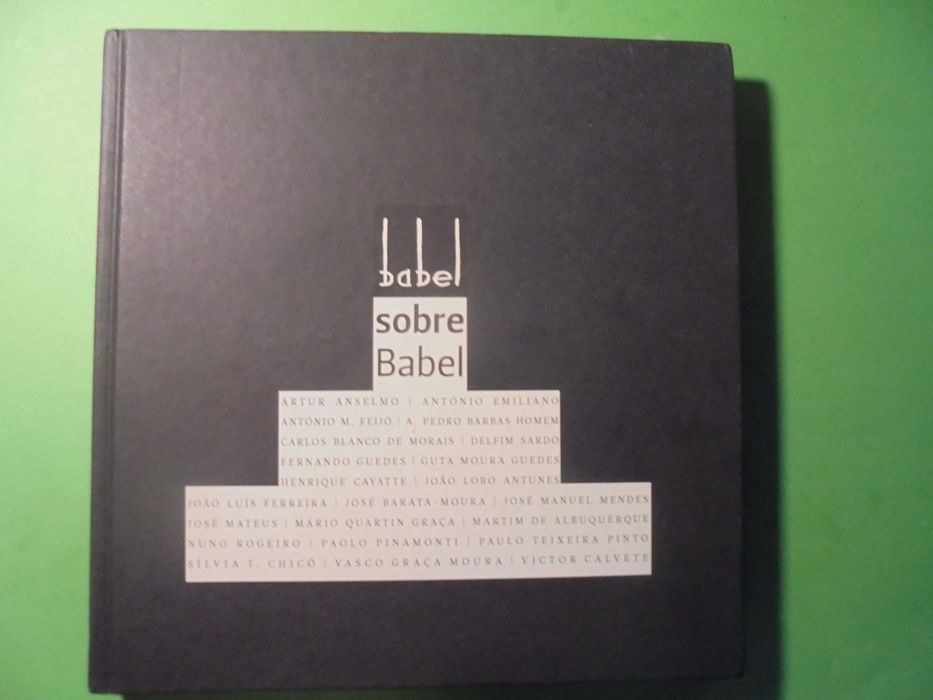 babel
sobre
Babel
ARTUR ANSELMO | ANTÓNIO EMILIANO
ANTÓNIO M. FEIJÓ | A. PEDRO BARBAS HOMEM
CARLOS BLANCO DE MORAIS | DELFIM SARDO
FERNANDO GUEDES | GUTA MOURA GUEDES
HENRIQUE CAYATTE | JOÃO LOBO ANTUNES
JOÃO LUÍS FERREIRA | JOSÉ BARATA-MOURA | JOSÉ MANUEL MENDES
JOSÉ MATEUS | MÁRIO QUARTIN GRAÇA | MARTIM DE ALBUQUERQUE
NUNO ROGEIRO | PAOLO PINAMONTI | PAULO TEIXEIRA PINTO
SÍLVIA T. CHICÓ | VASCO GRAÇA MOURA | VICTOR CALVETE